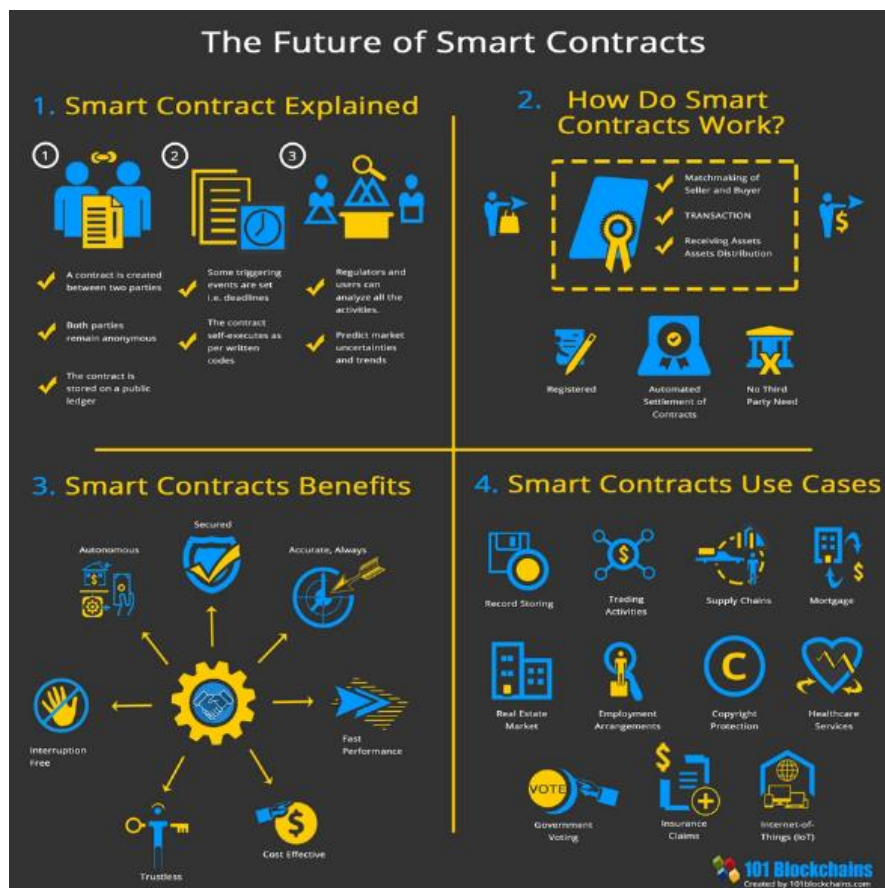 The Future of Smart Contracts
1. Smart Contract Explained
1
2
3
A contract is created
between two parties
Both parties
remain anonymous
The contract is
stored on a public
ledger
Some triggering
events are set
i.e. deadlines
The contract
self-executes as
per written
codes
Regulators and
users can
analyze all the
activities.
Predict market
uncertainties
and trends
2. How Do Smart
Contracts Work?
Matchmaking of
Seller and Buyer
TRANSACTION
Receiving Assets
Assets Distribution
$
Registered
Automated
Settlement of
Contracts
No Third
Party Need
3. Smart Contracts Benefits
Secured
Autonomous
$
Accurate, Always
Interruption
Free
Fast
Performance
Trustless
$
Cost Effective
4. Smart Contracts Use Cases
Record Storing
$
Trading
Activities
Supply Chains
$
Mortgage
Real Estate
Market
Employment
Arrangements
C
Copyright
Protection
Healthcare
Services
VOTE
Government
Voting
$
Insurance
Claims
Internet-of-
Things (IoT)
101 Blockchains
Created by 101blockchains.com